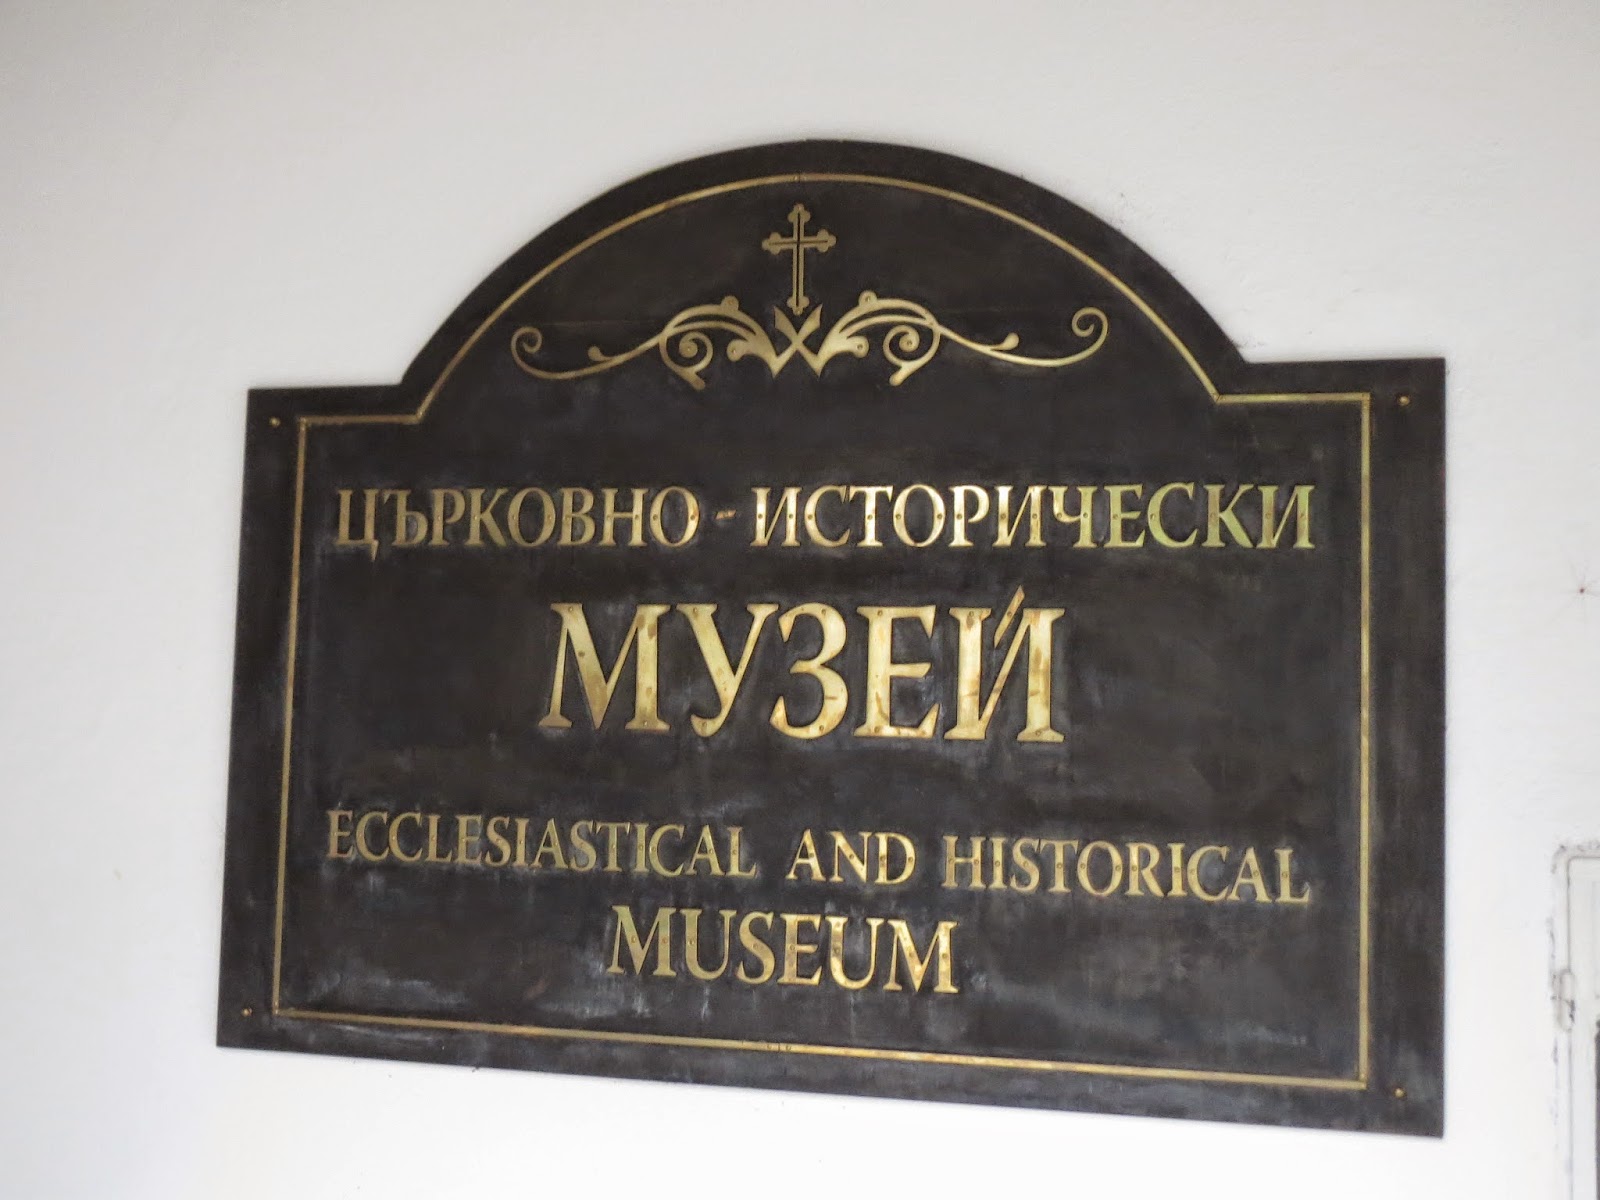 ЦЪРКОВНО - ИСТОРИЧЕСКИ
МУЗЕЙ
ECCLESIASTICAL AND HISTORICAL
MUSEUM